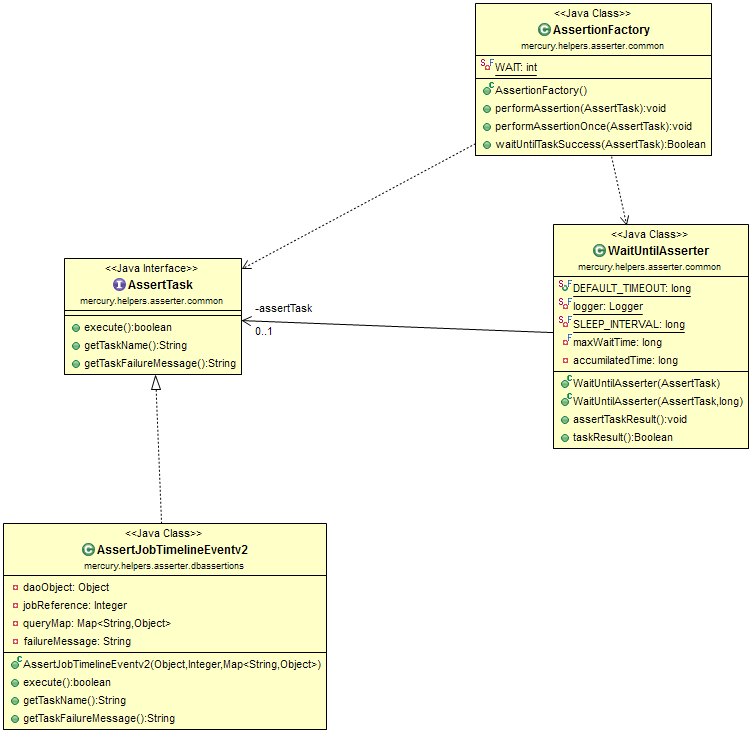 <<Java Class>>
AssertionFactory
mercury.helpers.asserter.common
WAIT: int
AssertionFactory()
performAssertion(AssertTask):void
performAssertionOnce(AssertTask):void
waitUntilTaskSuccess(AssertTask):Boolean
<<Java Class>>
WaitUntilAsserter
mercury.helpers.asserter.common
DEFAULT_TIMEOUT: long
logger: Logger
SLEEP_INTERVAL: long
maxWaitTime: long
accumilatedTime: long
WaitUntilAsserter(AssertTask)
WaitUntilAsserter(AssertTask,long)
assertTaskResult():void
taskResult():Boolean
<<Java Interface>>
AssertTask
mercury.helpers.asserter.common
execute():boolean
getTaskName():String
getTaskFailureMessage():String
-assertTask
0..1
<<Java Class>>
AssertJobTimelineEventv2
mercury.helpers.asserter.dbassertions
daoObject: Object
jobReference: Integer
queryMap: Map<String,Object>
failureMessage: String
AssertJobTimelineEventv2(Object,Integer,Map<String,Object>)
execute():boolean
getTaskName():String
getTaskFailureMessage():String